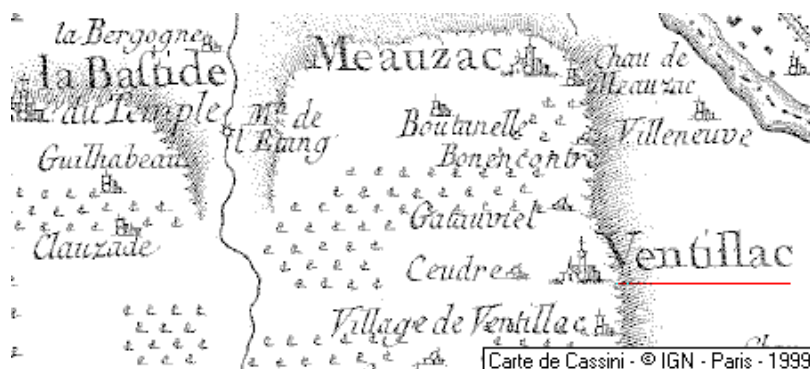 la Bergogne
la Bastide
du Temple
Meauzac
Chau de
Meauzac
Mᶦⁿ de
l'Etang
Boutanelle
Villeneuve
Guilhabeau
Bonencontre
Gatauviel
Clauzade
Ceudre
Ventillac
Village de Ventillac
Carte de Cassini - © IGN - Paris - 1999